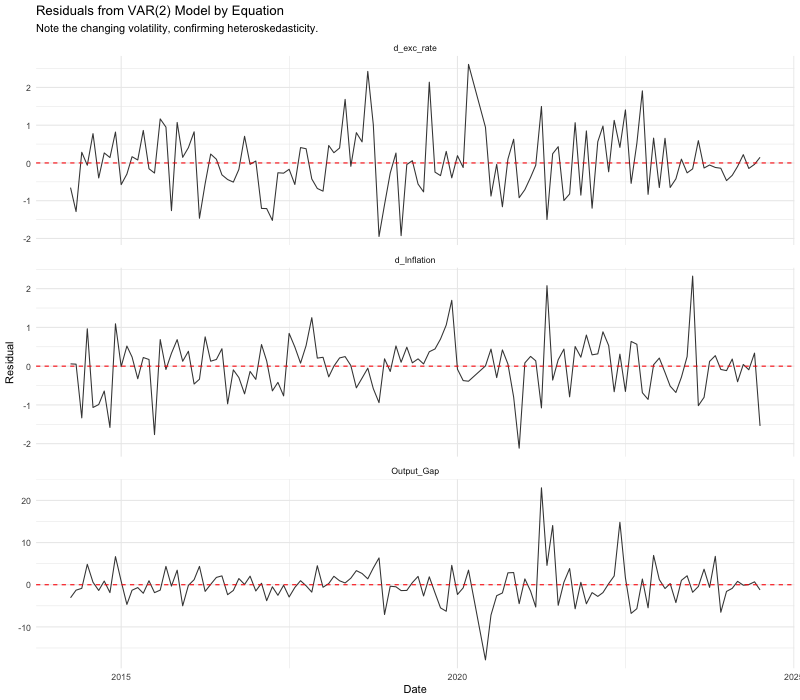 Residuals from VAR(2) Model by Equation
Note the changing volatility, confirming heteroskedasticity.
d_exc_rate
2
1
0
-1
-2
d_Inflation
2
1
0
-1
-2
Residual
Output_Gap
20
10
0
-10
2015
2020
2025
Date